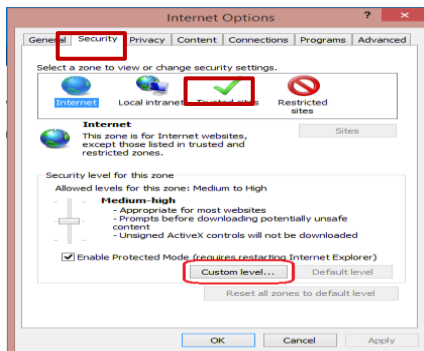 Internet Options
?
×
General Security Privacy Content Connections Programs Advanced
Select a zone to view or change security settings.
Internet Local intranet Trusted sites Restricted
sites
Internet
Sites
This zone is for Internet websites,
except those listed in trusted and
restricted zones.
Security level for this zone
Allowed levels for this zone: Medium to High
Medium-high
- Appropriate for most websites
- Prompts before downloading potentially unsafe
content
- Unsigned ActiveX controls will not be downloaded
Enable Protected Mode (requires restarting Internet Explorer)
Custom level... Default level
Reset all zones to default level
OK Cancel Apply